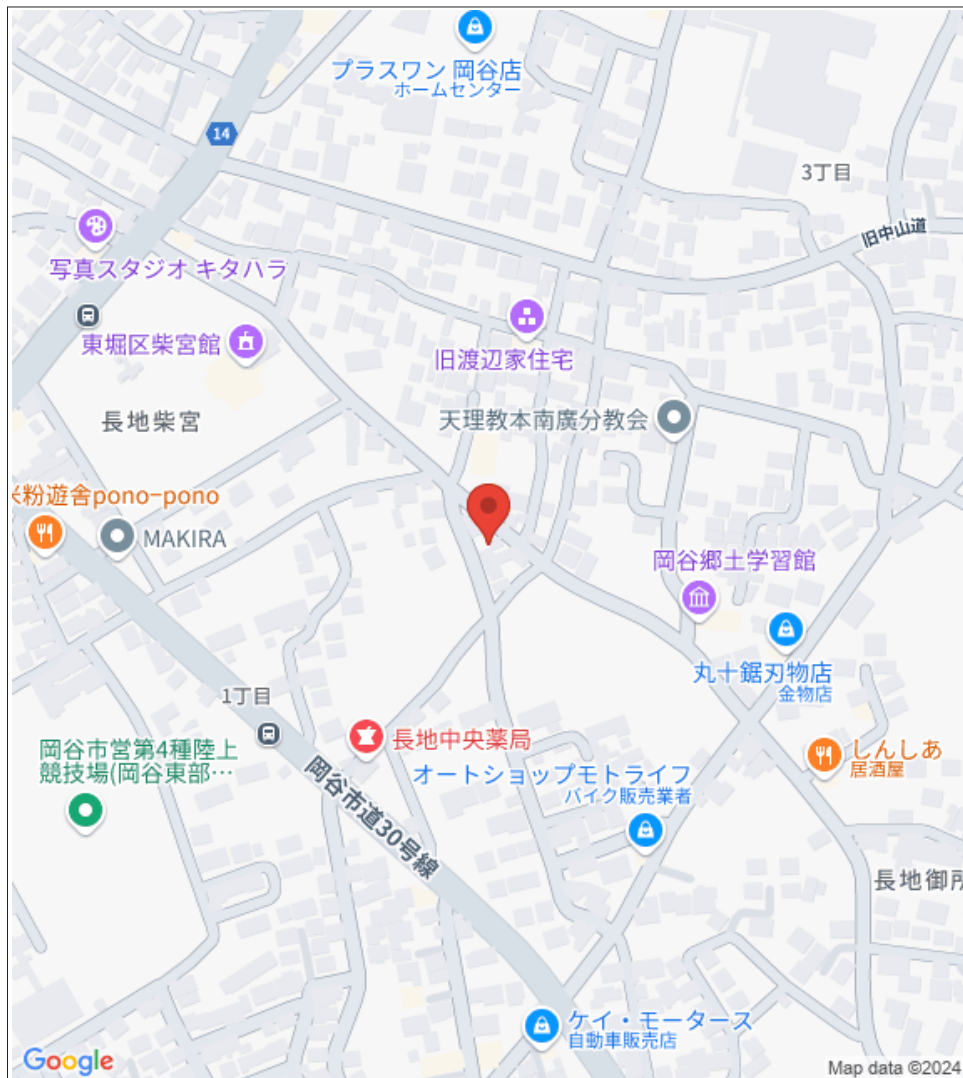 プラスワン 岡谷店
ホームセンター
14
3丁目
旧中山道
写真スタジオ キタハラ
旧渡辺家住宅
東堀区柴宮館
長地柴宮
天理教本南廣分教会
米粉遊舎pono-pono
MAKIRA
岡谷郷土学習館
丸十鋸刃物店
金物店
1丁目
長地中央薬局
岡谷市営第4種陸上
競技場(岡谷東部…
しんしあ
居酒屋
オートショップモトライフ
バイク販売業者
岡谷市道30号線
長地御所
ケイ・モータース
自動車販売店
Google
Map data ©2024